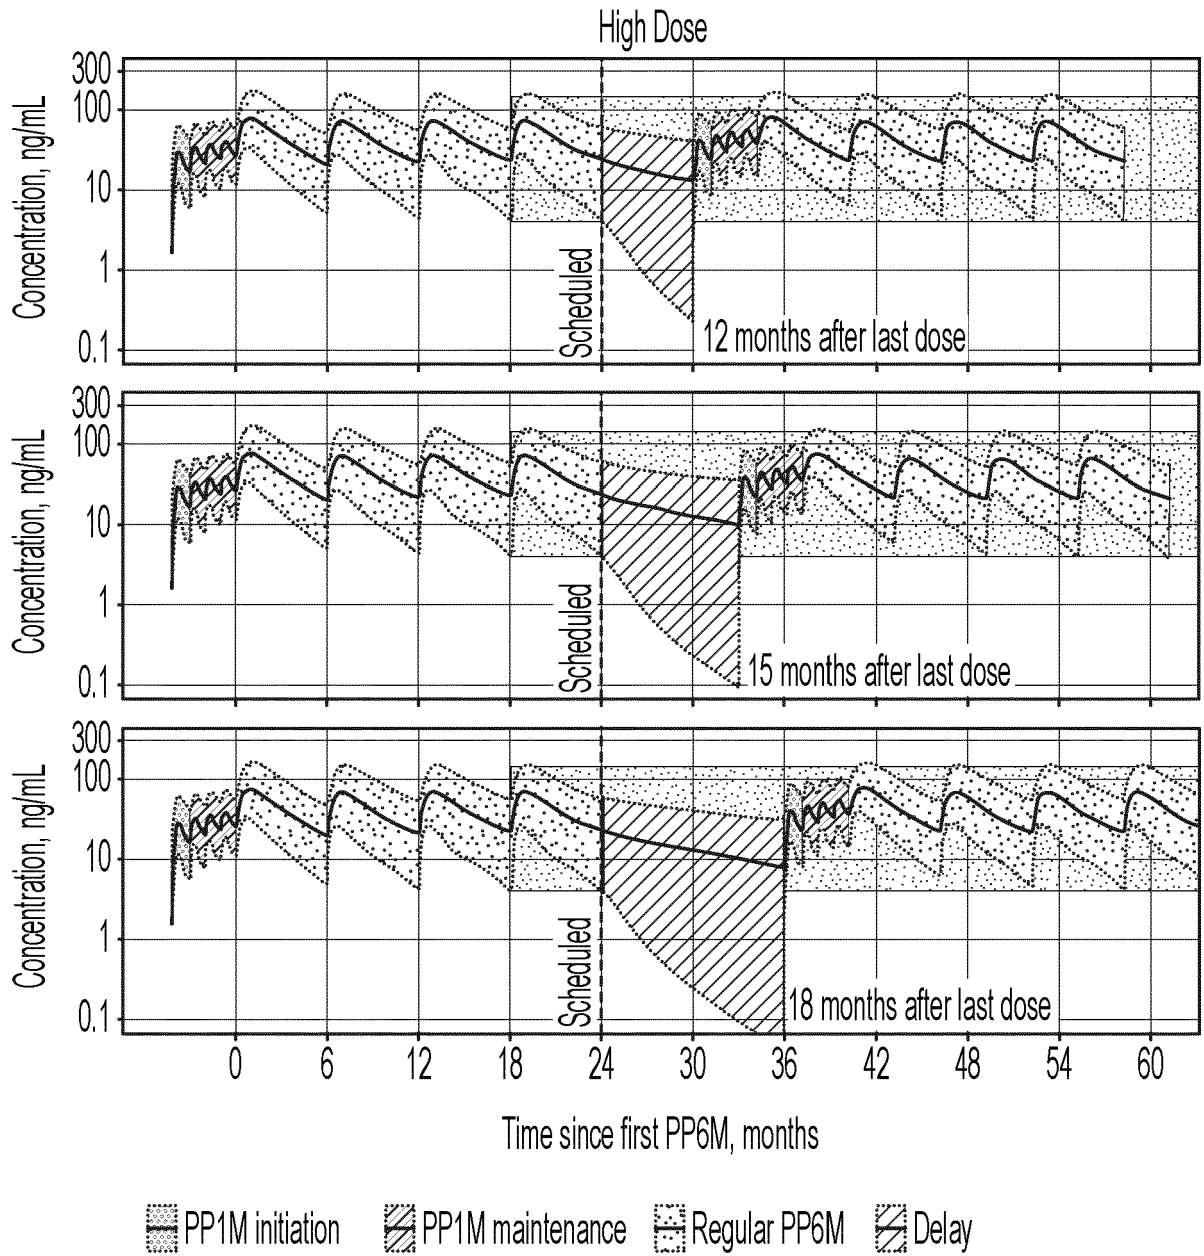 High Dose
Concentration, ng/mL
300
100
10
1
0.1
Scheduled
12 months after last dose
Concentration, ng/mL
300
100
10
1
0.1
Scheduled
15 months after last dose
Concentration, ng/mL
300
100
10
1
0.1
Scheduled
18 months after last dose
0 6 12 18 24 30 36 42 48 54 60
Time since first PP6M, months
PP1M initiation PP1M maintenance Regular PP6M Delay